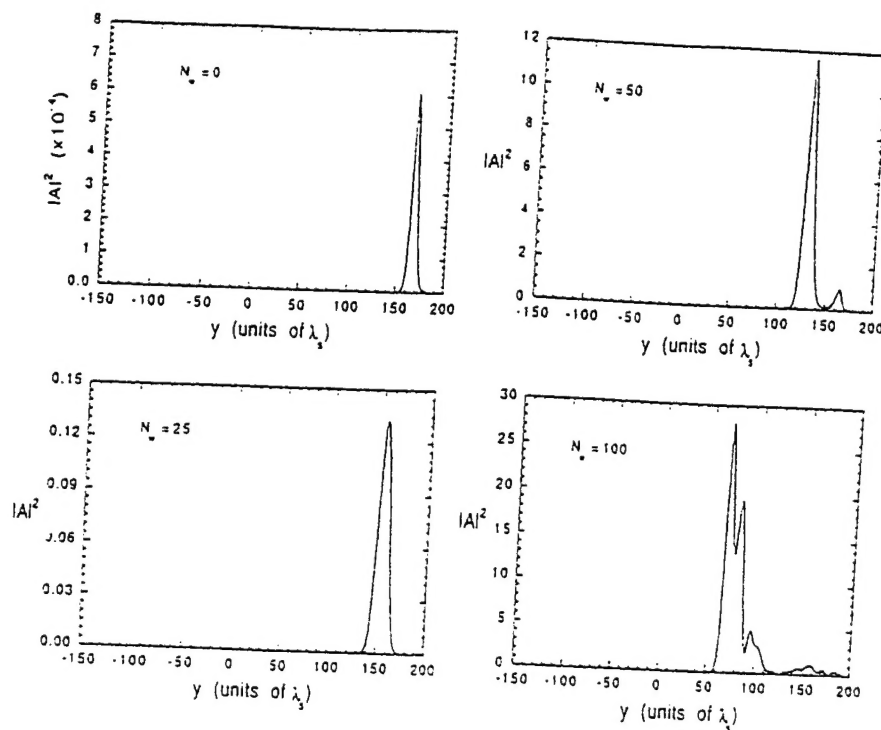 8
7
6
5
4
3
2
1
0.0
|A|² (×10⁻⁴)
N_w = 0
-150 -100 -50 0 50 100 150 200
y (units of λ_s)
12
10
8
6
4
2
0
|A|²
N_w = 50
-150 -100 -50 0 50 100 150 200
y (units of λ_s)
0.15
0.12
0.09
0.06
0.03
0.00
|A|²
N_w = 25
-150 -100 -50 0 50 100 150 200
y (units of λ_s)
30
25
20
15
10
5
0
|A|²
N_w = 100
-150 -100 -50 0 50 100 150 200
y (units of λ_s)